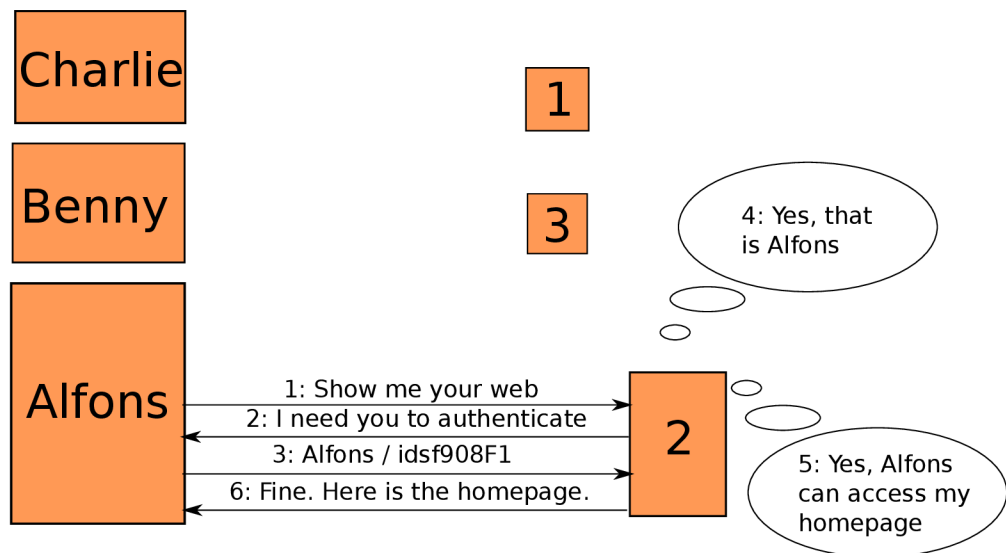 Charlie
1
Benny
3
4: Yes, that
is Alfons
Alfons
1: Show me your web
2: I need you to authenticate
3: Alfons / idsf908F1
6: Fine. Here is the homepage.
2
5: Yes, Alfons
can access my
homepage